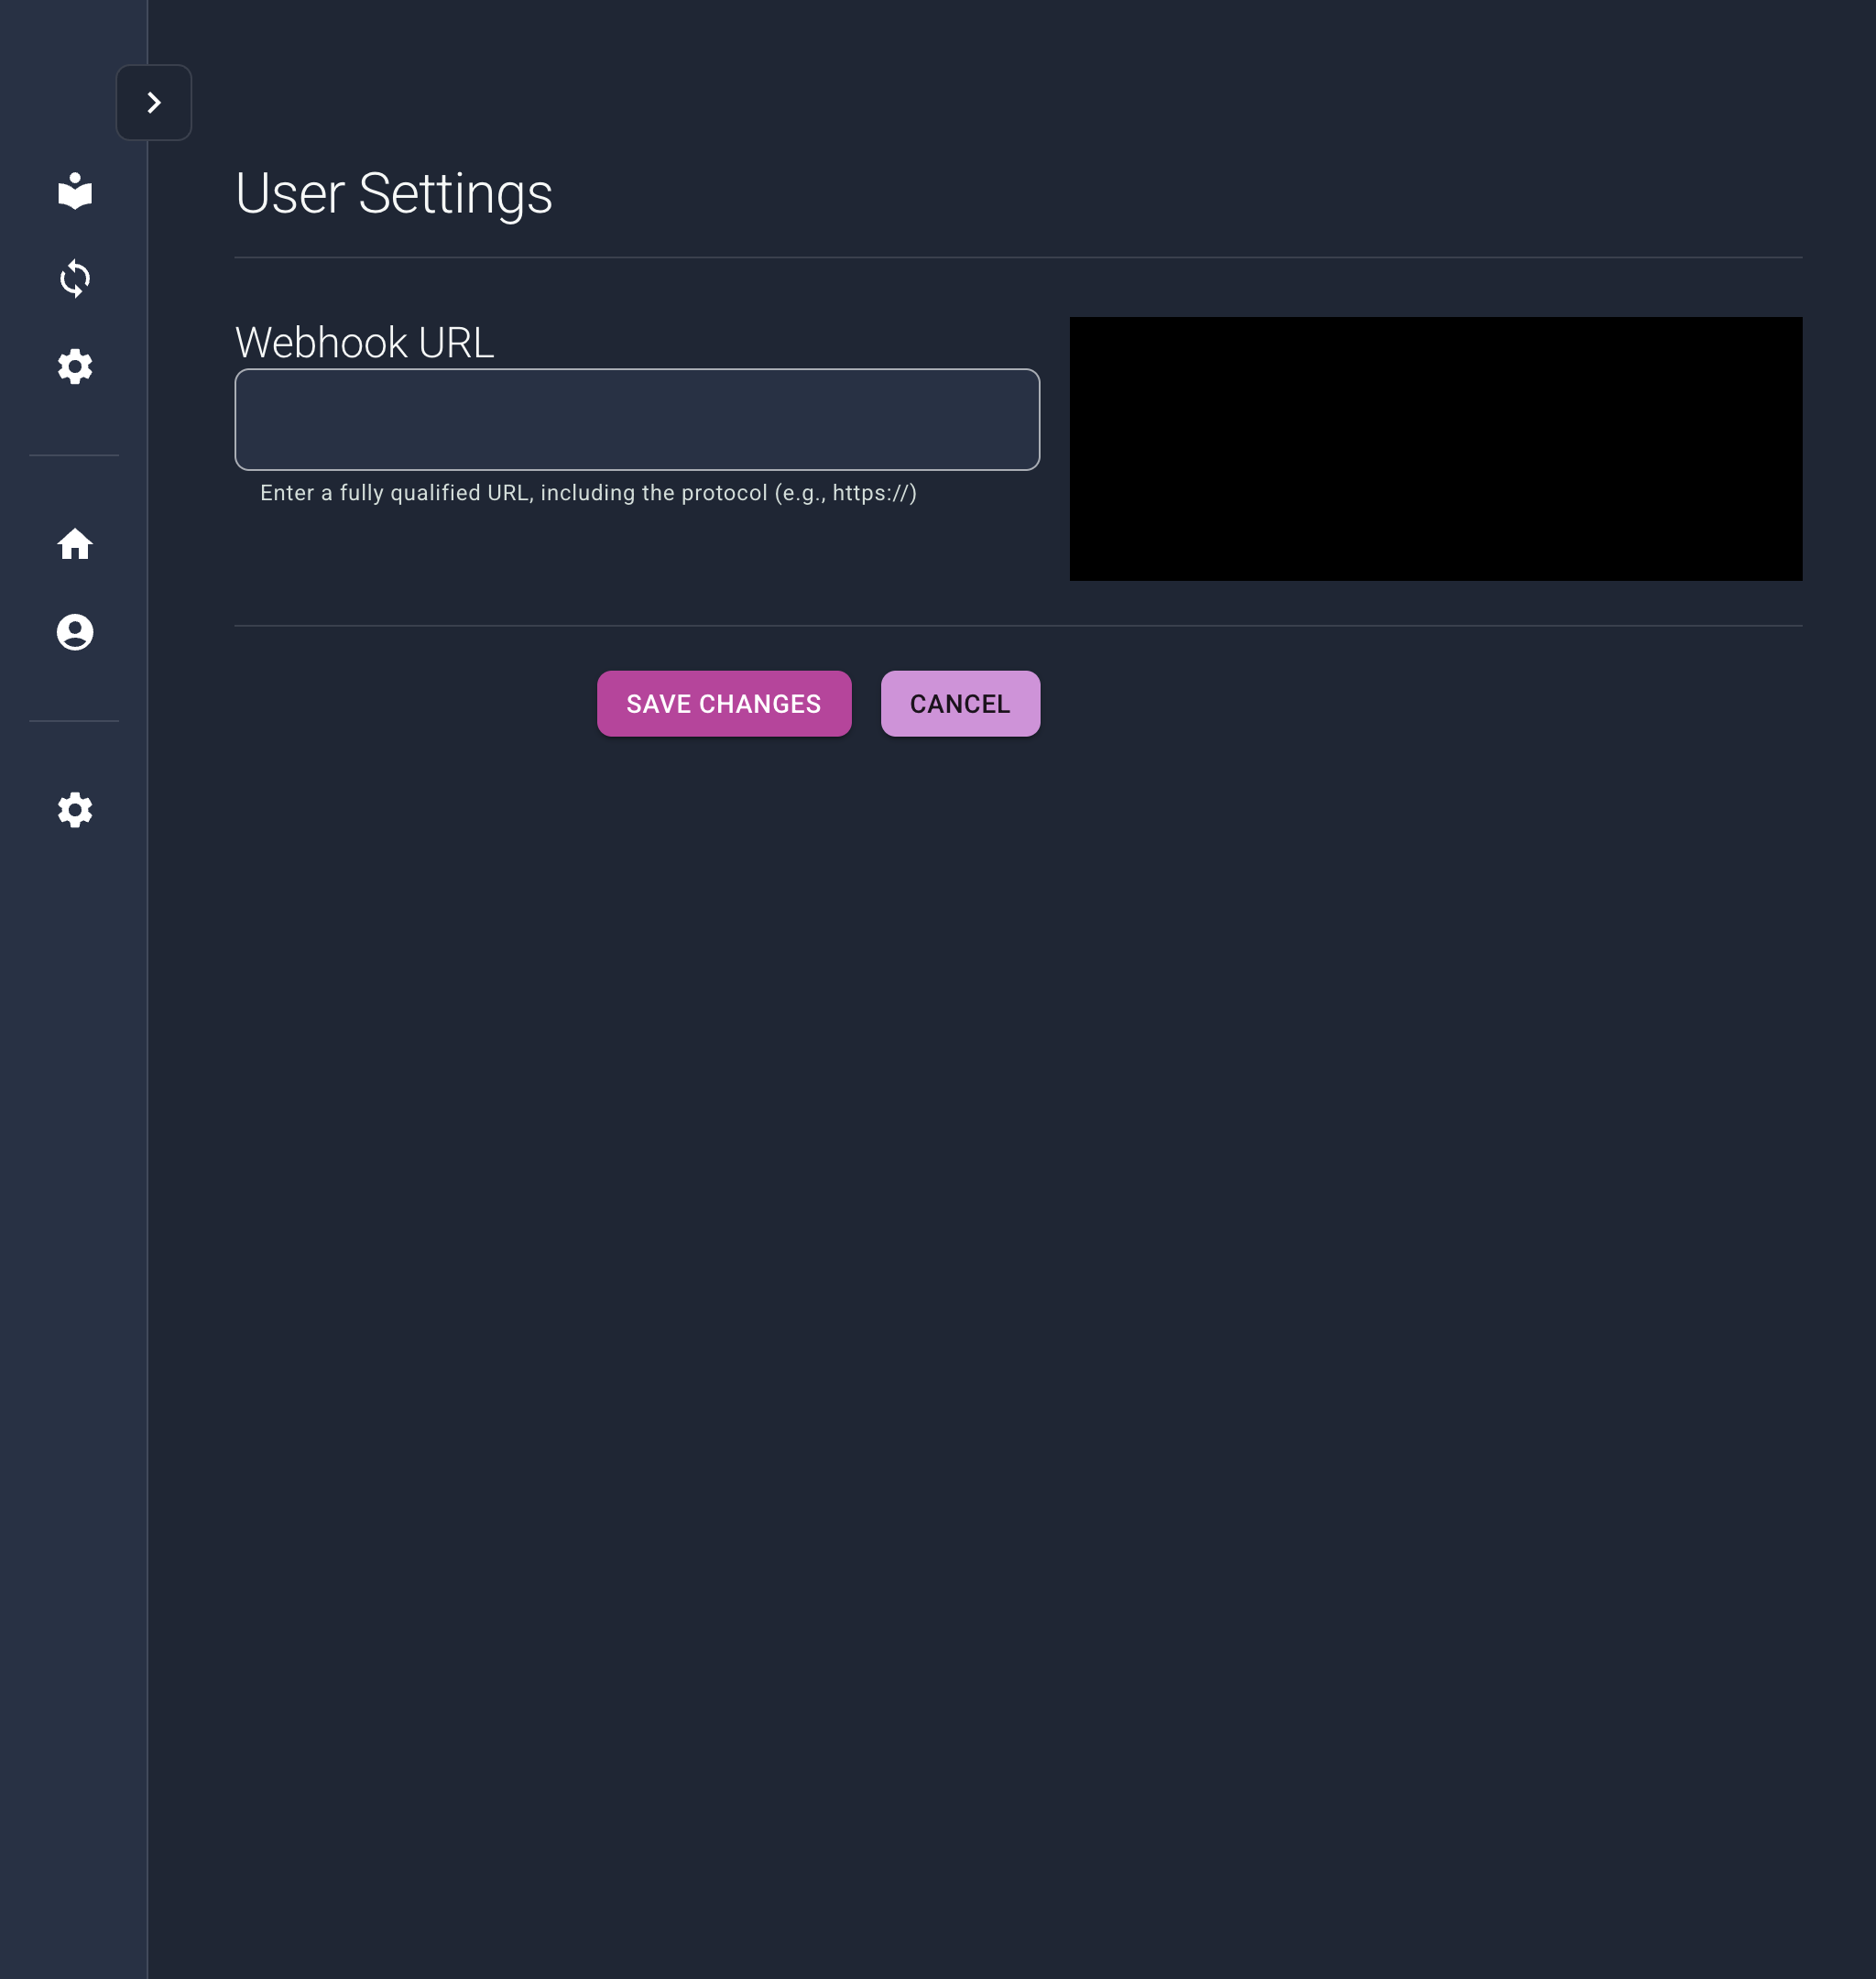 User Settings
Webhook URL
Enter a fully qualified URL, including the protocol (e.g., https://)
SAVE CHANGES
CANCEL